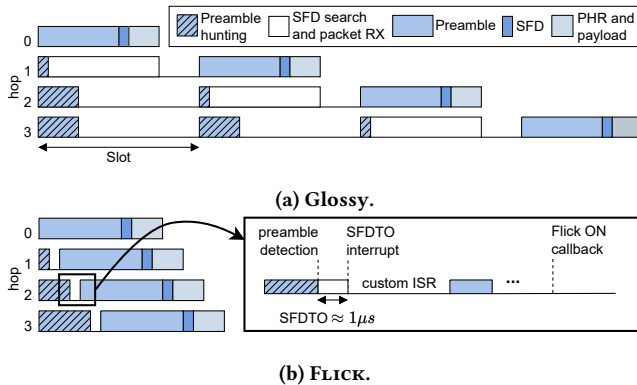 Preamble hunting
SFD search and packet RX
Preamble
SFD
PHR and payload
hop
0
1
2
3
Slot
(a) Glossy.
0
1
2
3
hop
preamble detection
SFDTO interrupt
Flick ON callback
custom ISR
...
SFDTO ≈ 1μs
(b) FLICK.